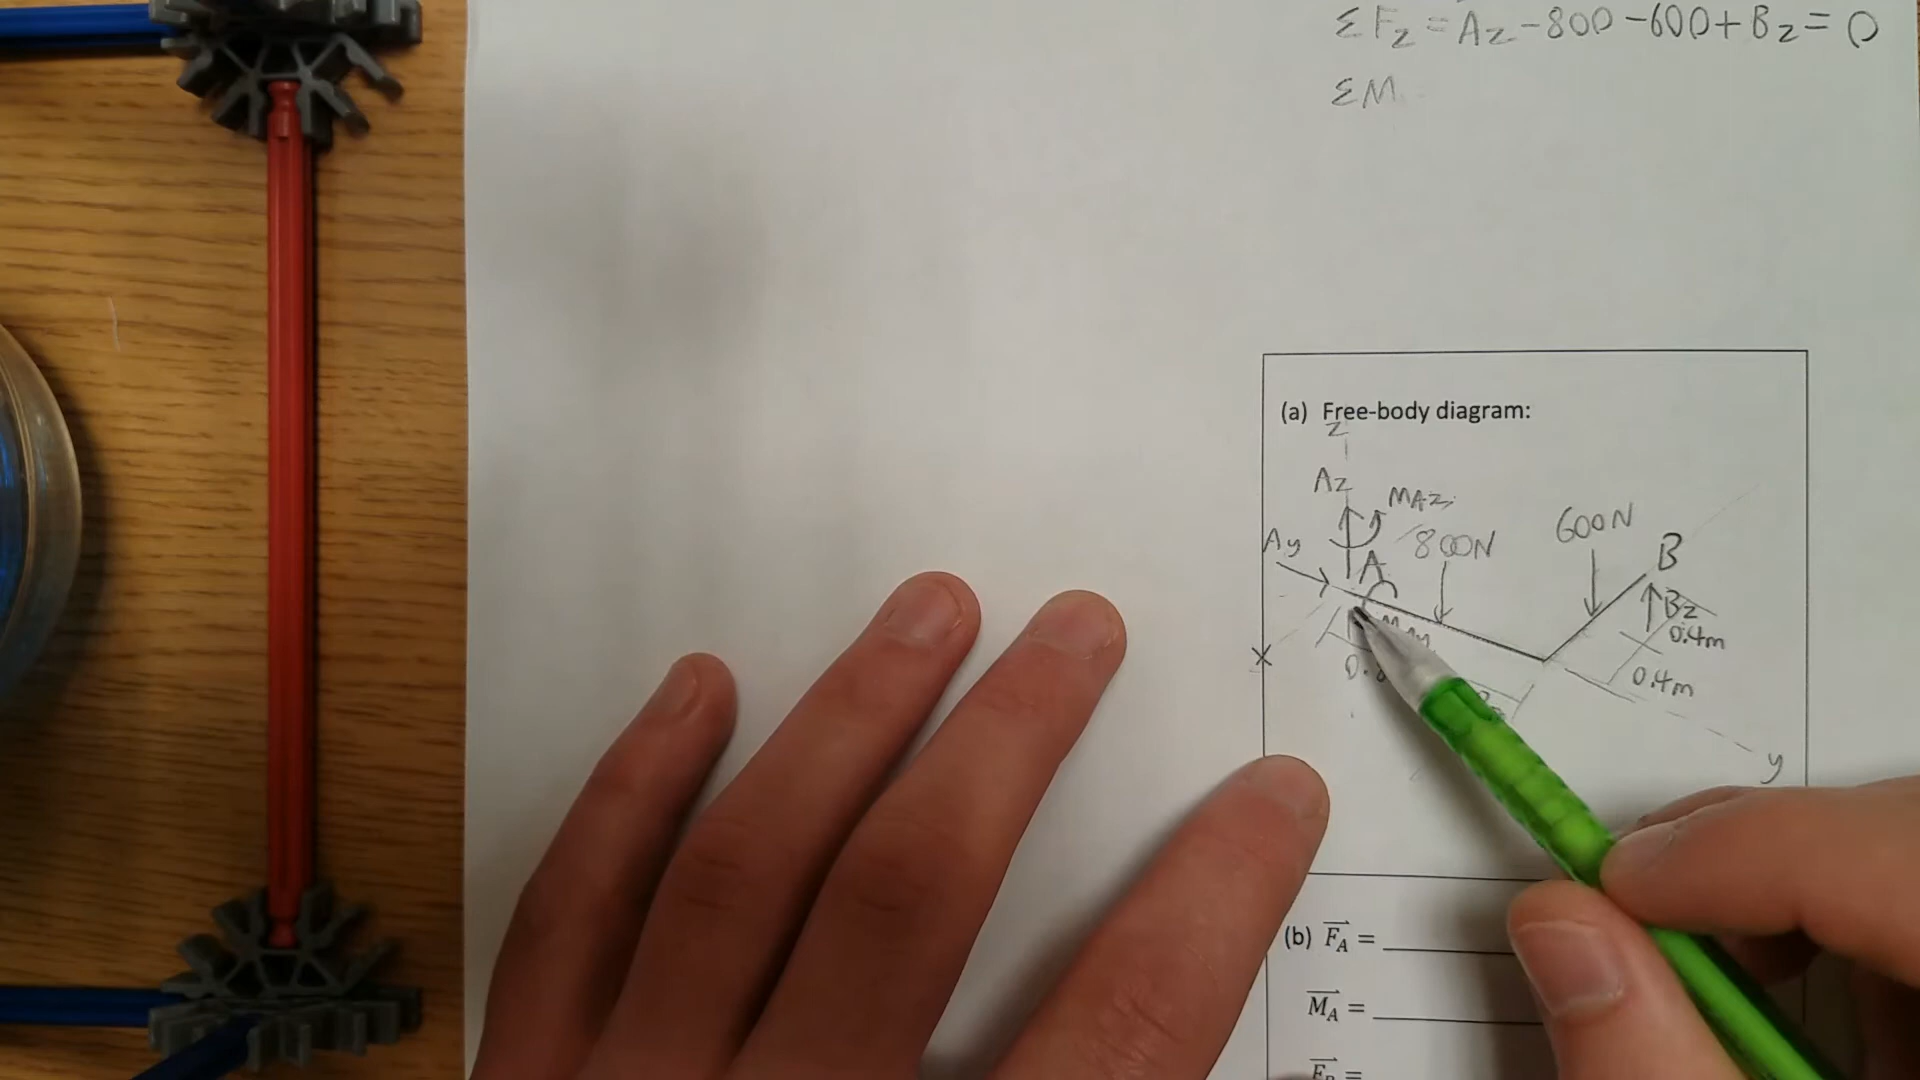 ΣFz = Az - 800 - 600 + Bz = 0
ΣM
(a) Free-body diagram:
z
Az
MAz
Ay
800N
600N
A
B
Bz
0.4m
x
0.4m
y
(b) FA =
MA =